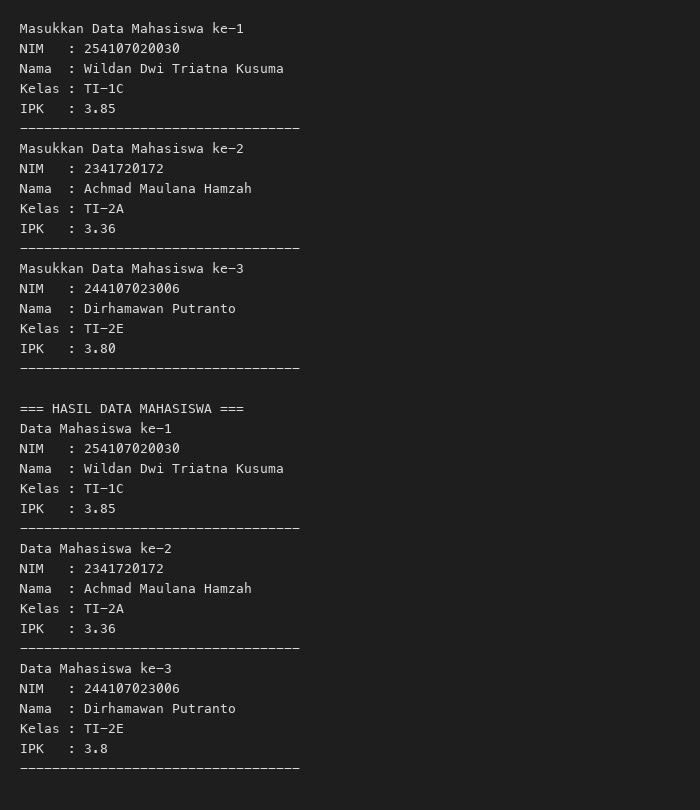 Masukkan Data Mahasiswa ke-1
NIM   : 254107020030
Nama  : Wildan Dwi Triatna Kusuma
Kelas : TI-1C
IPK   : 3.85
-----------------------------------
Masukkan Data Mahasiswa ke-2
NIM   : 2341720172
Nama  : Achmad Maulana Hamzah
Kelas : TI-2A
IPK   : 3.36
-----------------------------------
Masukkan Data Mahasiswa ke-3
NIM   : 244107023006
Nama  : Dirhamawan Putranto
Kelas : TI-2E
IPK   : 3.80
-----------------------------------

=== HASIL DATA MAHASISWA ===
Data Mahasiswa ke-1
NIM   : 254107020030
Nama  : Wildan Dwi Triatna Kusuma
Kelas : TI-1C
IPK   : 3.85
-----------------------------------
Data Mahasiswa ke-2
NIM   : 2341720172
Nama  : Achmad Maulana Hamzah
Kelas : TI-2A
IPK   : 3.36
-----------------------------------
Data Mahasiswa ke-3
NIM   : 244107023006
Nama  : Dirhamawan Putranto
Kelas : TI-2E
IPK   : 3.8
-----------------------------------